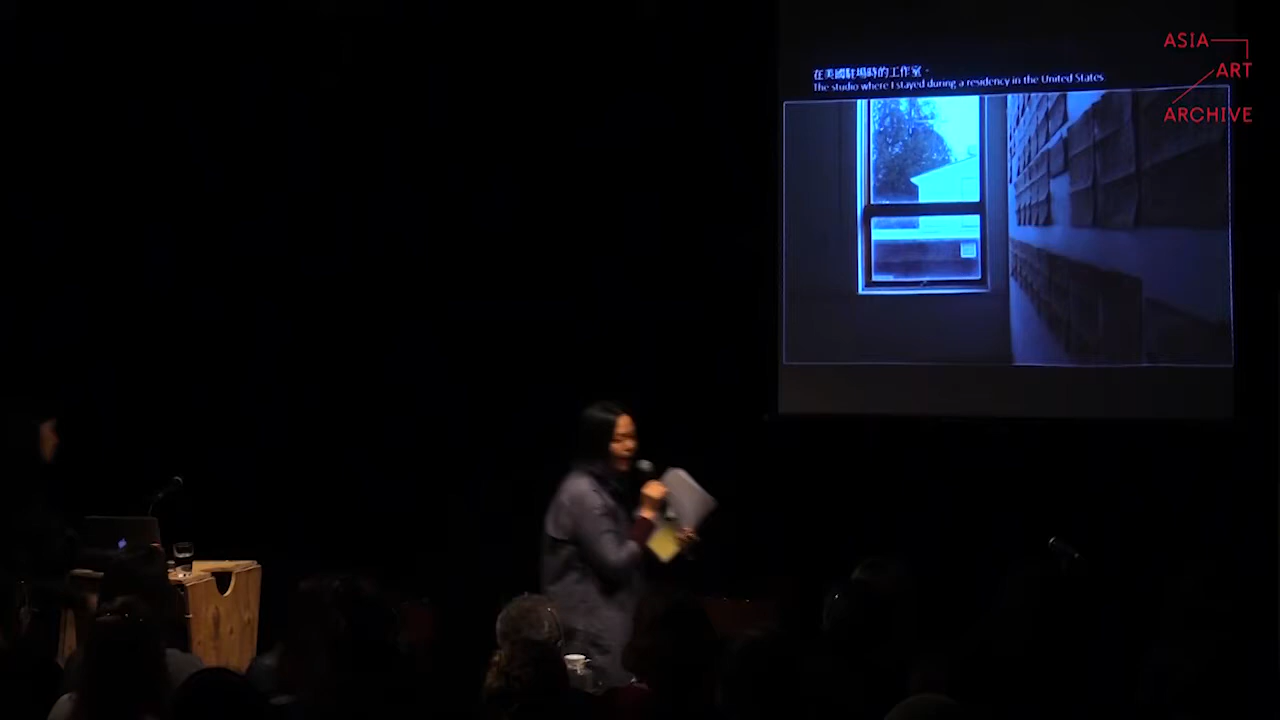 在美國駐場時的工作室。
The studio where I stayed during a residency in the United States.
ASIA
ART
ARCHIVE